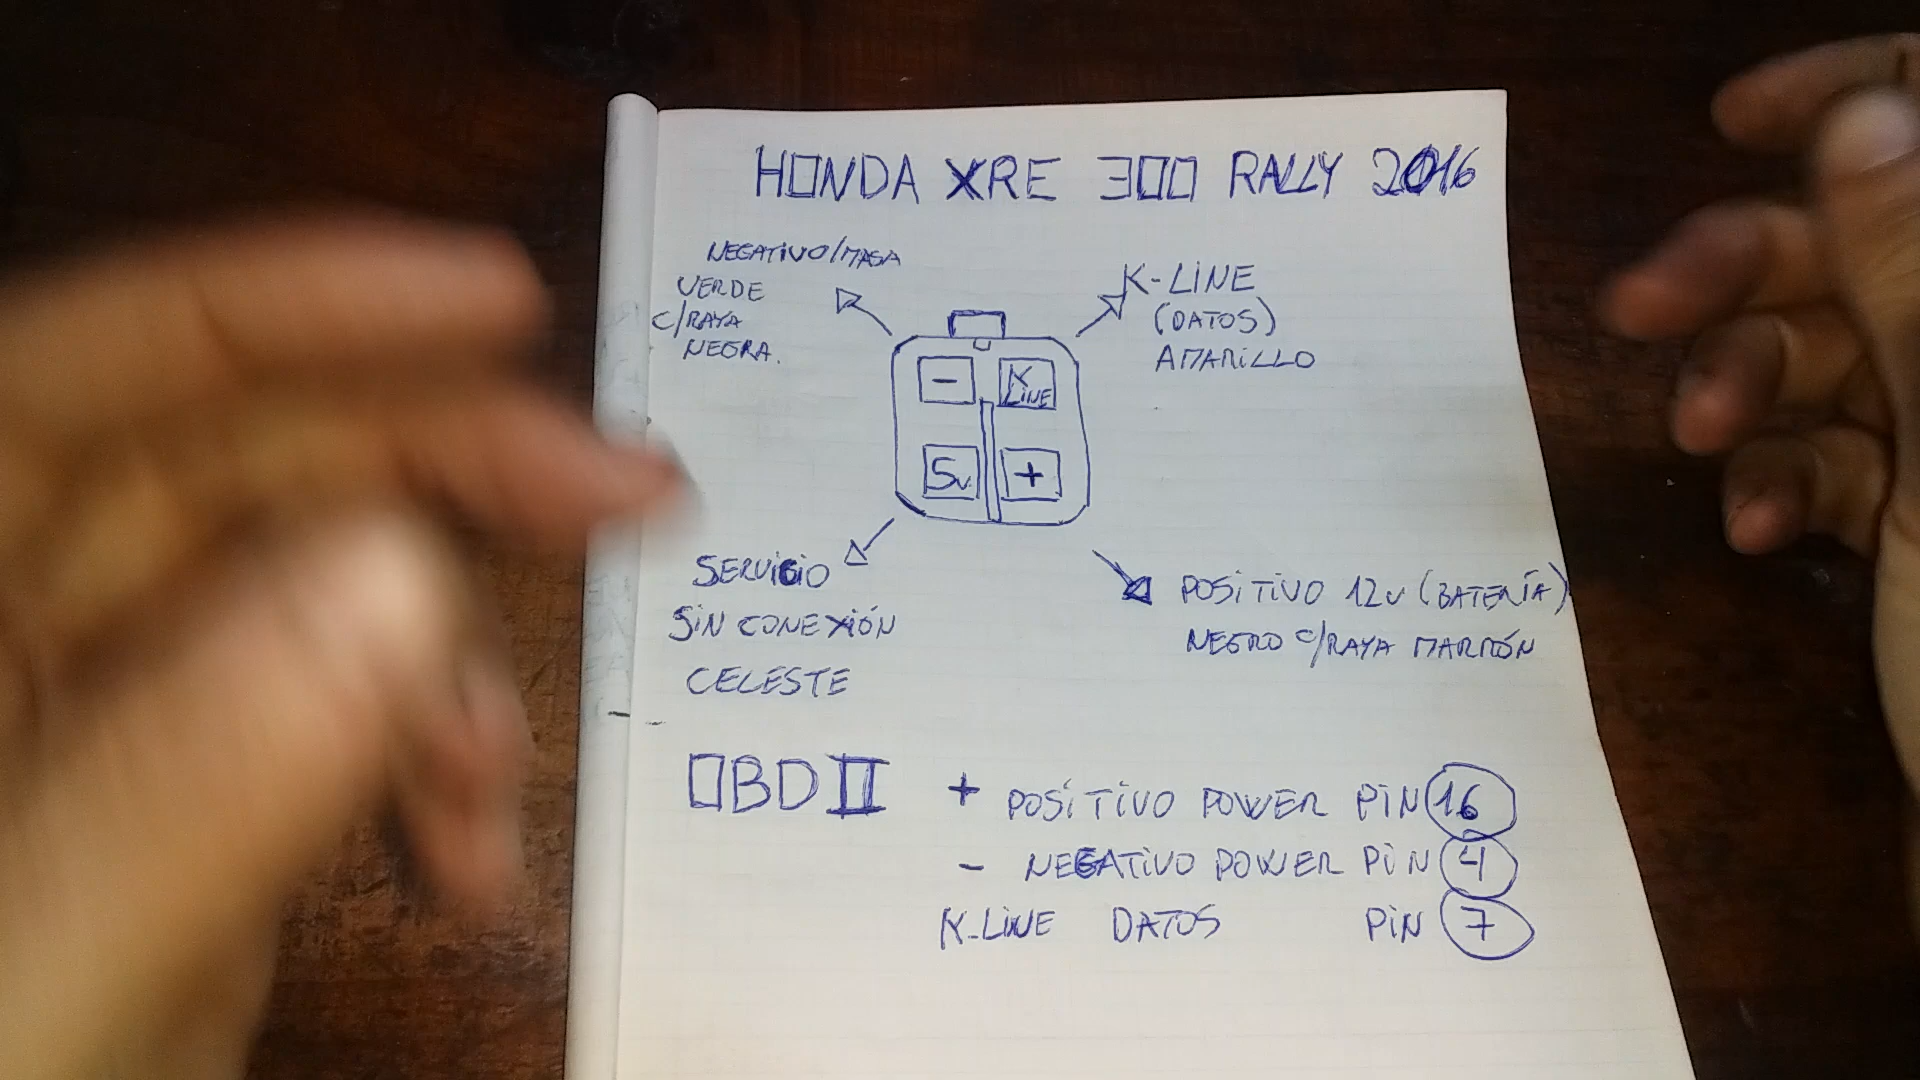 HONDA XRE 300 RALLY 2016
NEGATIVO/MASA
VERDE
C/RAYA
NEGRA.
K-LINE
(DATOS)
AMARILLO
-
K LINE
Sv.
+
SERVICIO
SIN CONEXIÓN
CELESTE
POSITIVO 12v (BATERÍA)
NEGRO C/RAYA MARRÓN
OBD II
+ POSITIVO POWER PIN 16
- NEGATIVO POWER PIN 4
K-LINE DATOS PIN 7